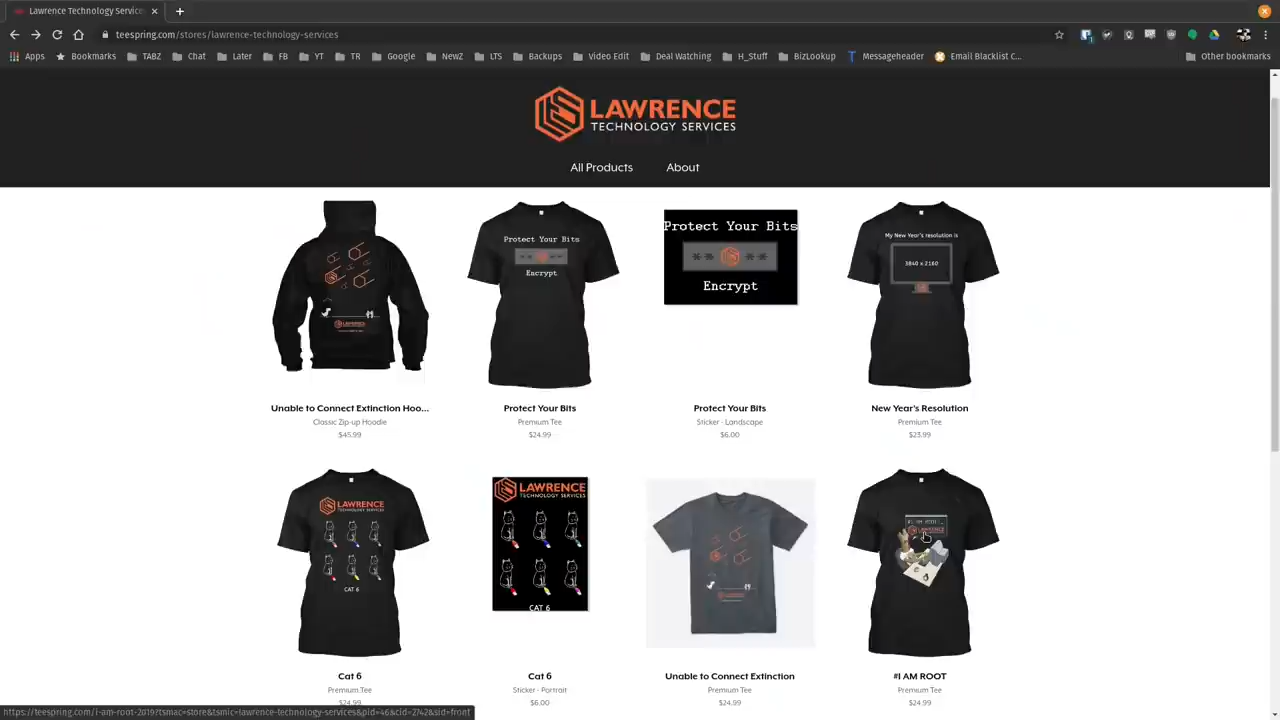 Lawrence Technology Service
teespring.com/stores/lawrence-technology-services
Apps
Bookmarks
TABZ
Chat
Later
FB
YT
TR
Google
NewZ
LTS
Backups
Video Edit
Deal Watching
H_Stuff
BizLookup
Messageheader
Email Blacklist C...
Other bookmarks
LAWRENCE
TECHNOLOGY SERVICES
All Products
About
Protect Your Bits
Encrypt
Protect Your Bits
Encrypt
My New Year's resolution is
3840 x 2160
Unable to Connect Extinction Hoo...
Classic Zip-up Hoodie
$45.99
Protect Your Bits
Premium Tee
$24.99
Protect Your Bits
Sticker - Landscape
$6.00
New Year's Resolution
Premium Tee
$23.99
LAWRENCE
TECHNOLOGY SERVICES
CAT 6
LAWRENCE
TECHNOLOGY SERVICES
CAT 6
Cat 6
Premium Tee
$24.99
Cat 6
Sticker - Portrait
$6.00
Unable to Connect Extinction
Premium Tee
$24.99
#I AM ROOT
Premium Tee
$24.99
https://teespring.com/i-am-root-2019?tsmac=store&tsmic=lawrence-technology-services&pid=46&cid=2742&sid=front